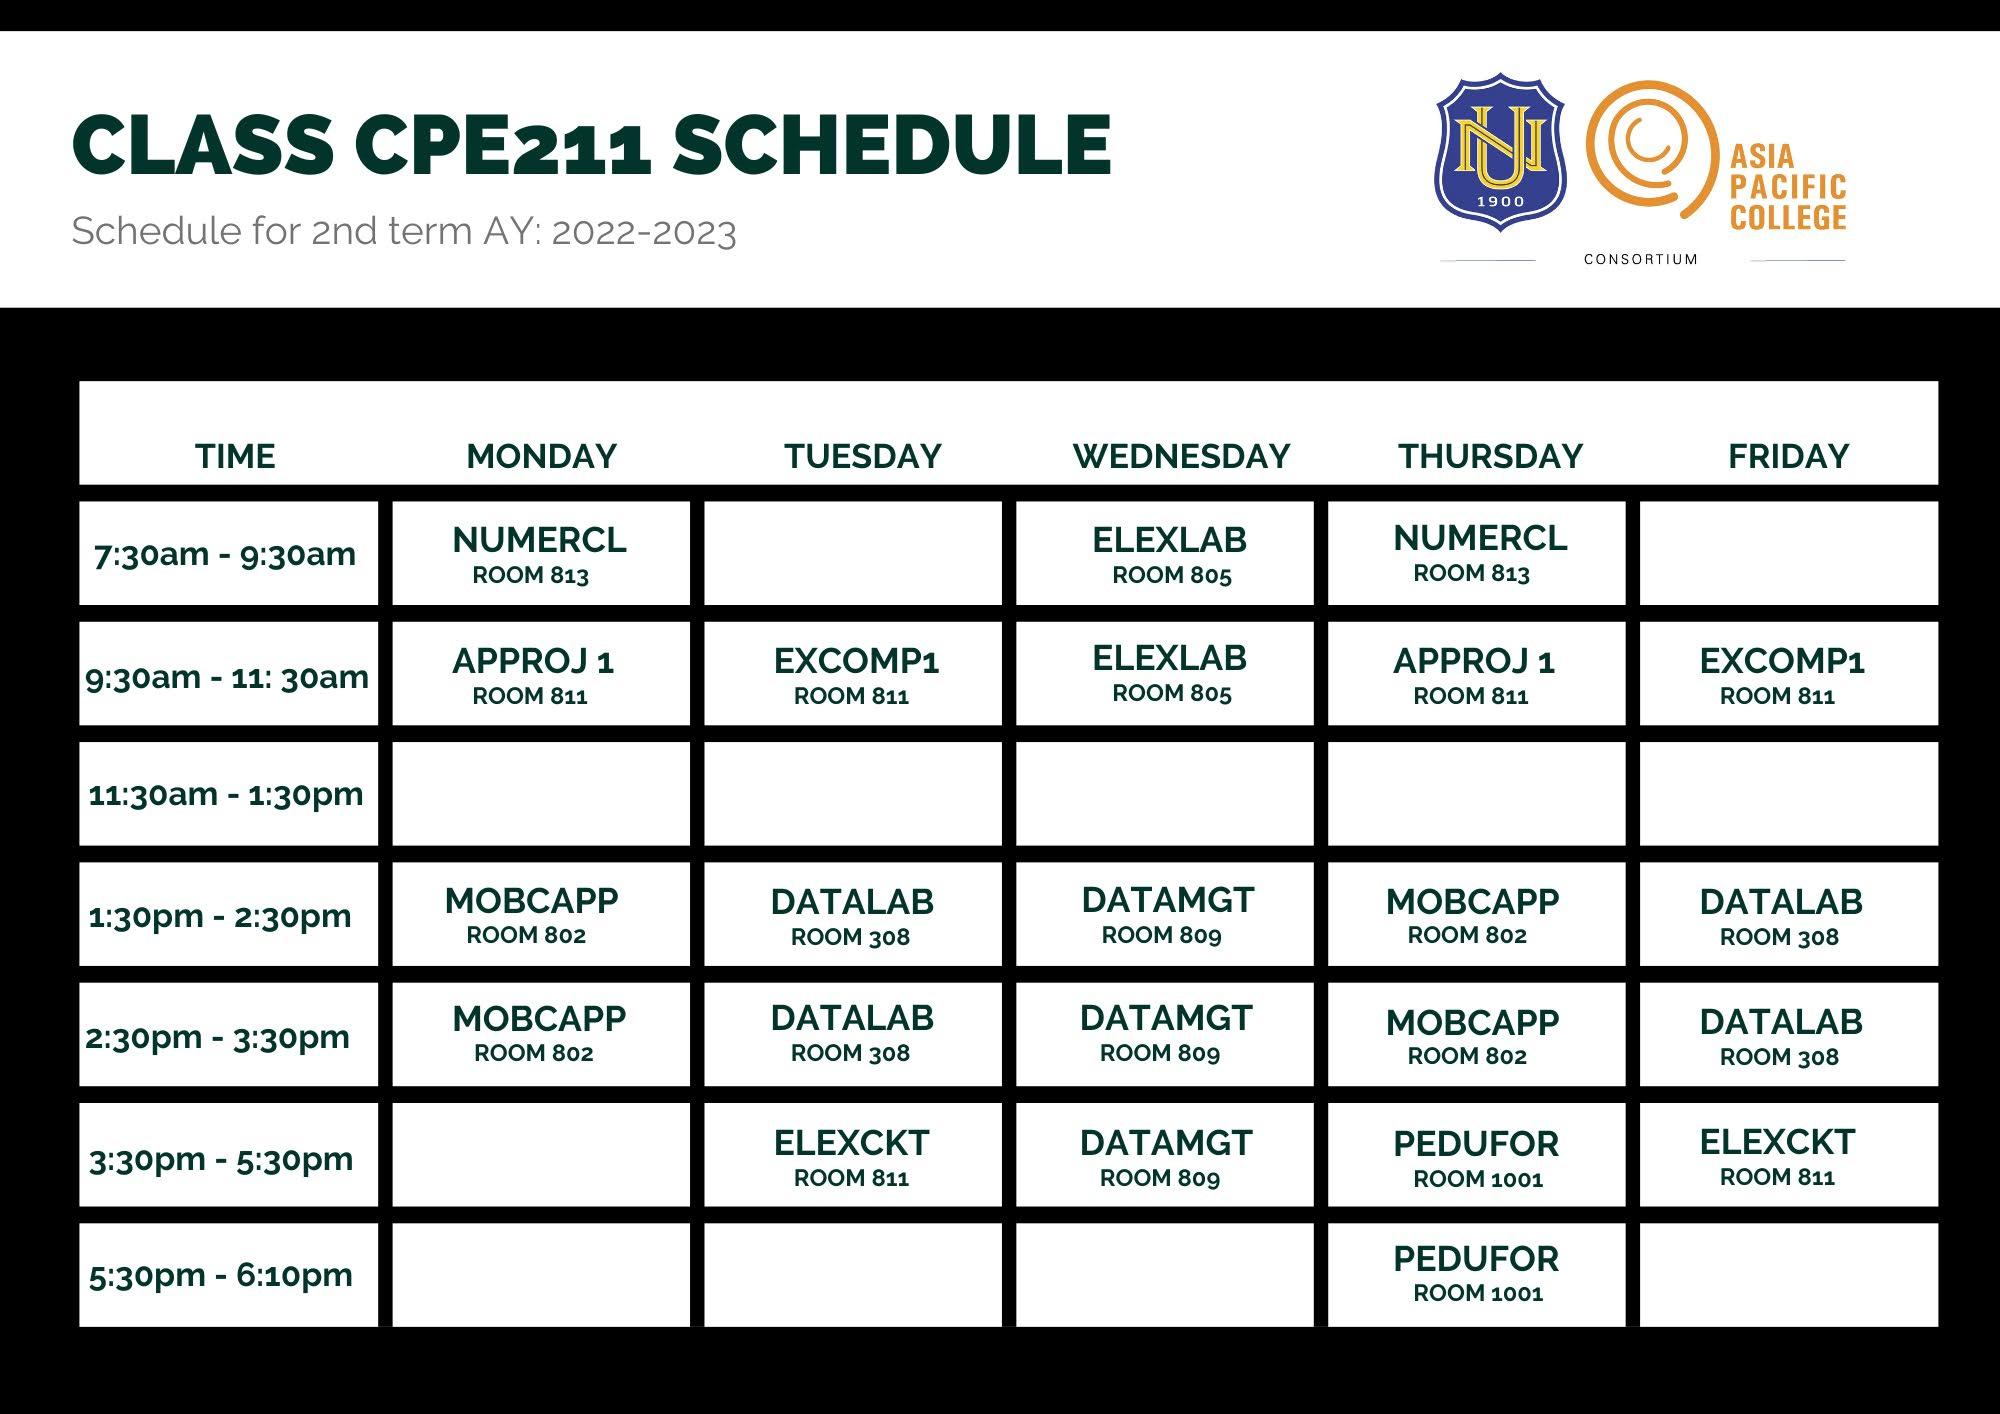 CLASS CPE211 SCHEDULE
Schedule for 2nd term AY: 2022-2023
NU
1900
ASIA
PACIFIC
COLLEGE
CONSORTIUM
TIME MONDAY TUESDAY WEDNESDAY THURSDAY FRIDAY
7:30am - 9:30am NUMERCL ELEXLAB NUMERCL
ROOM 813 ROOM 805 ROOM 813
9:30am - 11: 30am APPROJ 1 EXCOMP1 ELEXLAB APPROJ 1 EXCOMP1
ROOM 811 ROOM 811 ROOM 805 ROOM 811 ROOM 811
11:30am - 1:30pm
1:30pm - 2:30pm MOBCAPP DATALAB DATAMGT MOBCAPP DATALAB
ROOM 802 ROOM 308 ROOM 809 ROOM 802 ROOM 308
2:30pm - 3:30pm MOBCAPP DATALAB DATAMGT MOBCAPP DATALAB
ROOM 802 ROOM 308 ROOM 809 ROOM 802 ROOM 308
3:30pm - 5:30pm ELEXCKT DATAMGT PEDUFOR ELEXCKT
ROOM 811 ROOM 809 ROOM 1001 ROOM 811
5:30pm - 6:10pm PEDUFOR
ROOM 1001